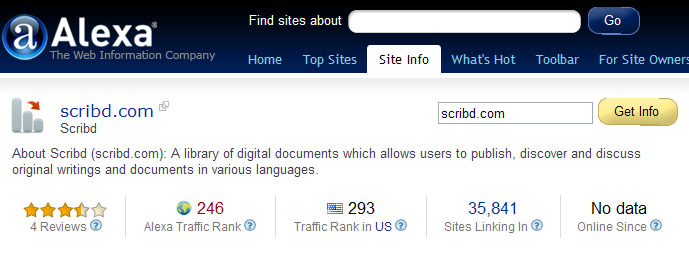 a Alexa®
The Web Information Company
Find sites about Go
Home Top Sites Site Info What's Hot Toolbar For Site Owners
scribd.com
Scribd
scribd.com Get Info
About Scribd (scribd.com): A library of digital documents which allows users to publish, discover and discuss
original writings and documents in various languages.
246 293 35,841 No data
4 Reviews ? Alexa Traffic Rank ? Traffic Rank in US ? Sites Linking In ? Online Since ?